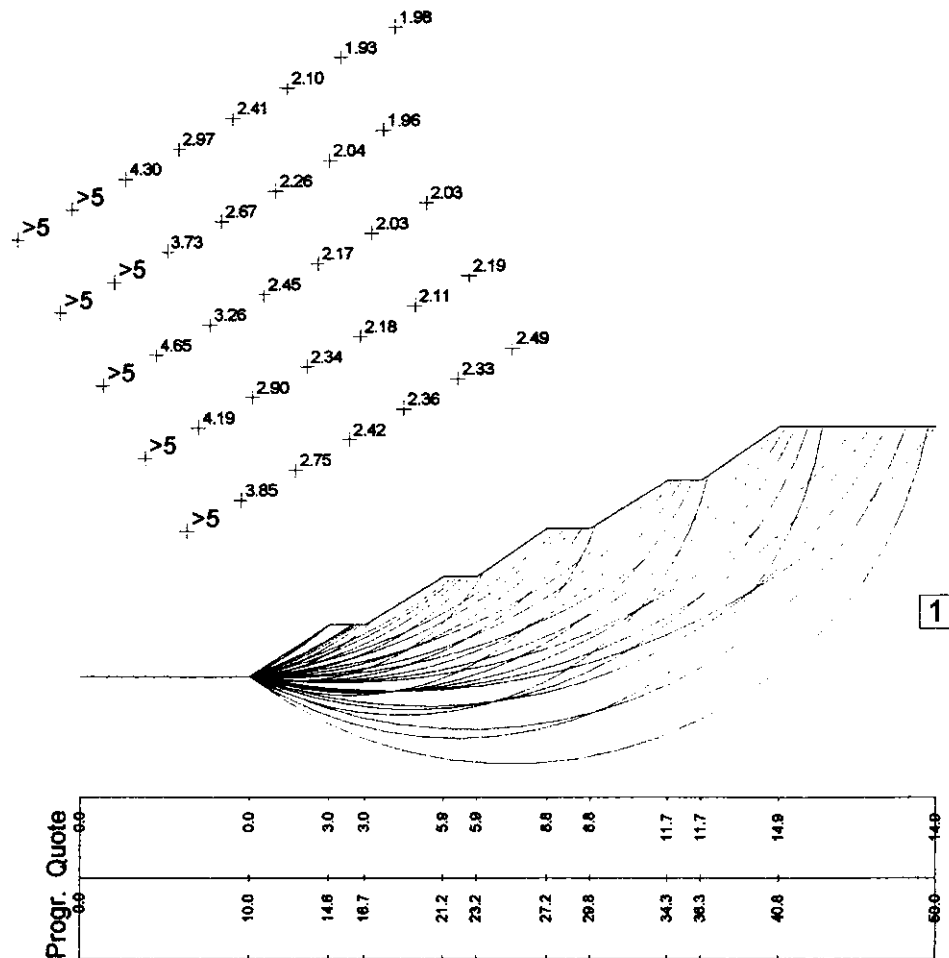 >5 >5 4.30 2.97 2.41 2.10 1.93 1.98
>5 >5 3.73 2.67 2.26 2.04 1.96
>5 4.65 3.26 2.45 2.17 2.03 2.03
>5 4.19 2.90 2.34 2.18 2.11 2.19
>5 3.85 2.75 2.42 2.36 2.33 2.49
1
Quote 0.0 0.0 3.0 3.0 5.9 5.9 8.8 8.8 11.7 11.7 14.9 14.9
Progr. 0.0 10.0 14.6 16.7 21.2 23.2 27.2 29.8 34.3 36.3 40.8 50.0